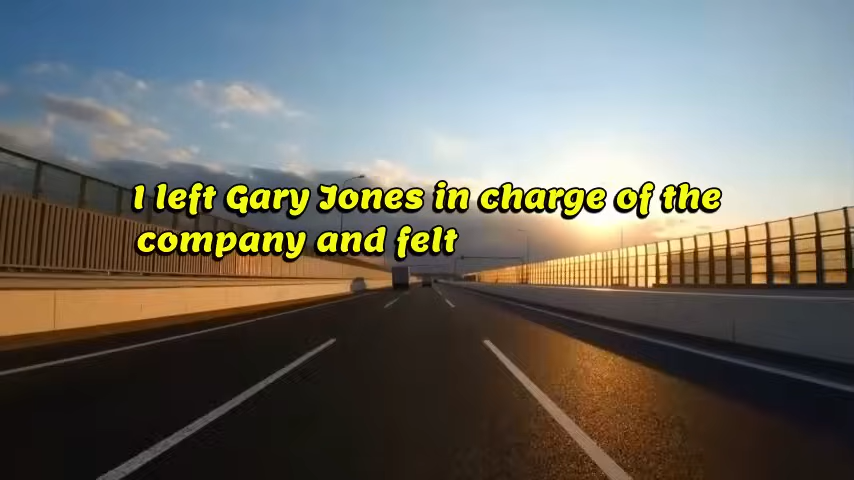 I left Gary Jones in charge of the
company and felt